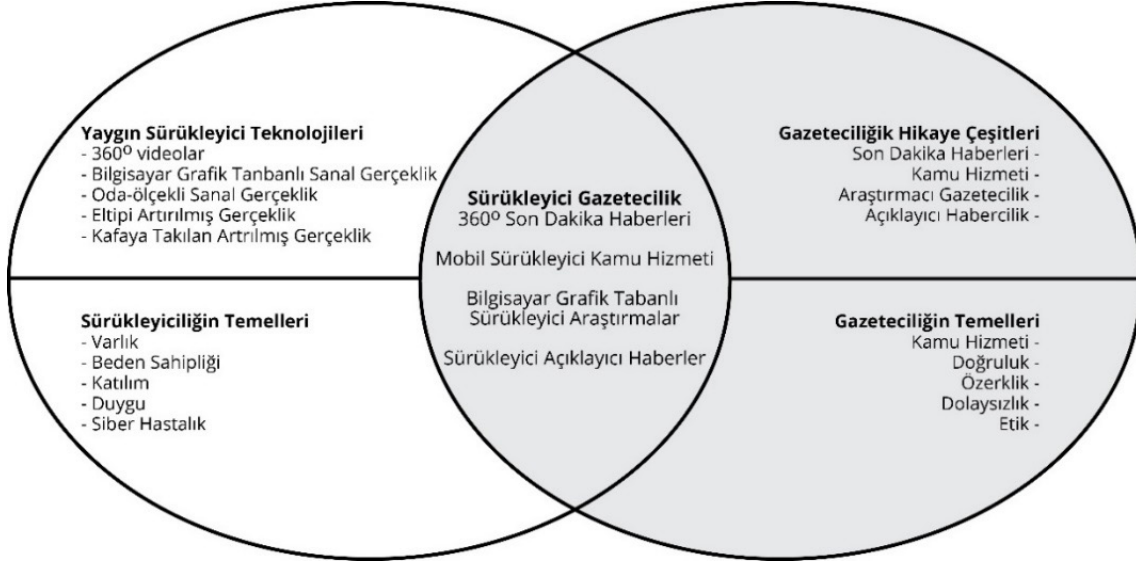 Yaygın Sürükleyici Teknolojileri
- 360º videolar
- Bilgisayar Grafik Tanbanlı Sanal Gerçeklik
- Oda-ölçekli Sanal Gerçeklik
- Eltipi Artırılmış Gerçeklik
- Kafaya Takılan Artrılmış Gerçeklik
Sürükleyiciliğin Temelleri
- Varlık
- Beden Sahipliği
- Katılım
- Duygu
- Siber Hastalık
Sürükleyici Gazetecilik
360º Son Dakika Haberleri
Mobil Sürükleyici Kamu Hizmeti
Bilgisayar Grafik Tabanlı
Sürükleyici Araştırmalar
Sürükleyici Açıklayıcı Haberler
Gazeteciliğik Hikaye Çeşitleri
Son Dakika Haberleri -
Kamu Hizmeti -
Araştırmacı Gazetecilik -
Açıklayıcı Habercilik -
Gazeteciliğin Temelleri
Kamu Hizmeti -
Doğruluk -
Özerklik -
Dolaysızlık -
Etik -